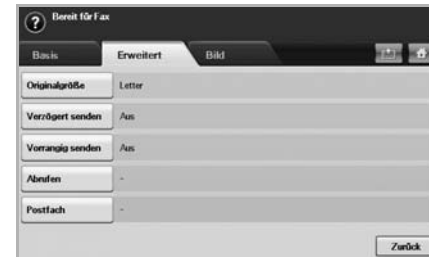 Bereit für Fax
Basis Erweitert Bild
Originalgröße Letter
Verzögert senden Aus
Vorrangig senden Aus
Abrufen -
Postfach -
Zurück